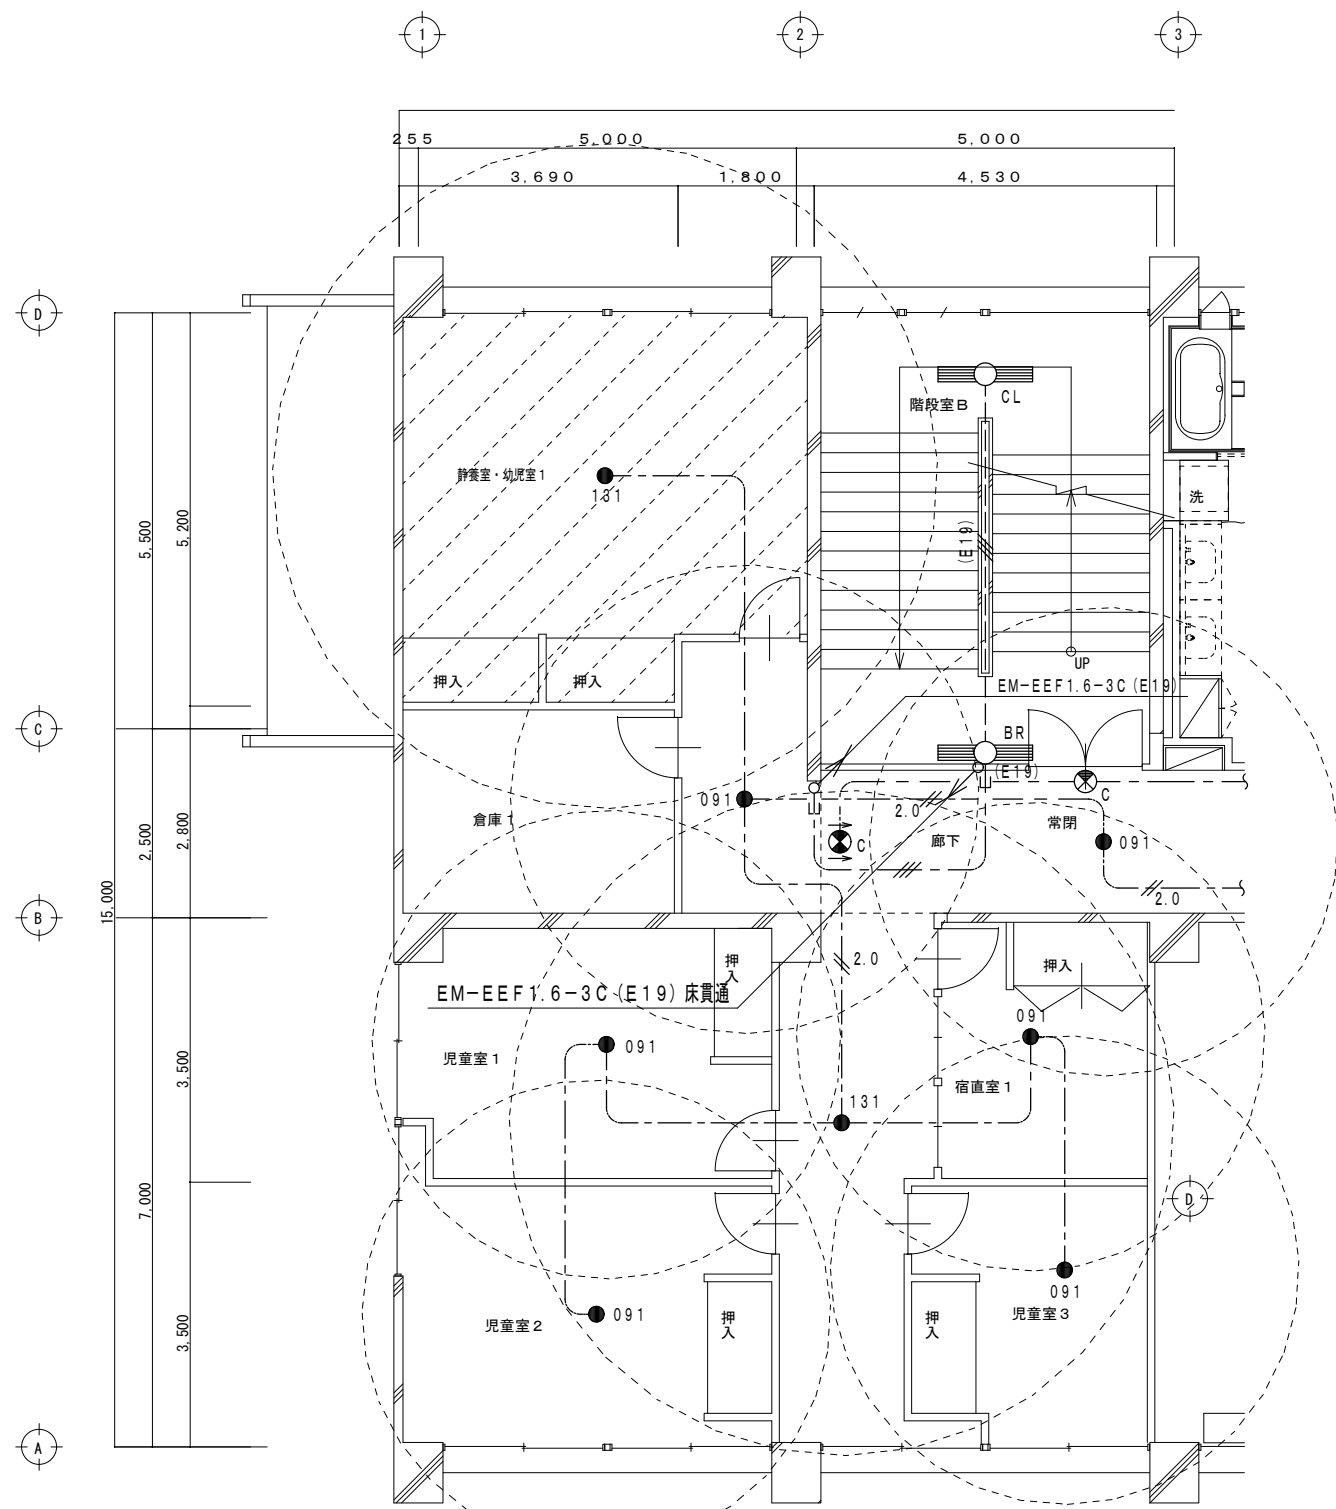 1
2
3
255
5,000
5,000
3,690
1,800
4,530
D
階段室B
CL
静養室・幼児室1
131
洗
5,500
5,200
(E19)
押入
押入
UP
EM-EEF1.6-3C(E19)
C
BR
(E19)
C
091
2.0
倉庫1
廊下
常閉
C
091
2,500
2,800
15,000
B
2.0
2.0
押入
押入
EM-EEF1.6-3C(E19)床貫通
091
児童室1
091
3,500
宿直室1
131
7,000
D
091
児童室2
091
押入
押入
児童室3
3,500
A